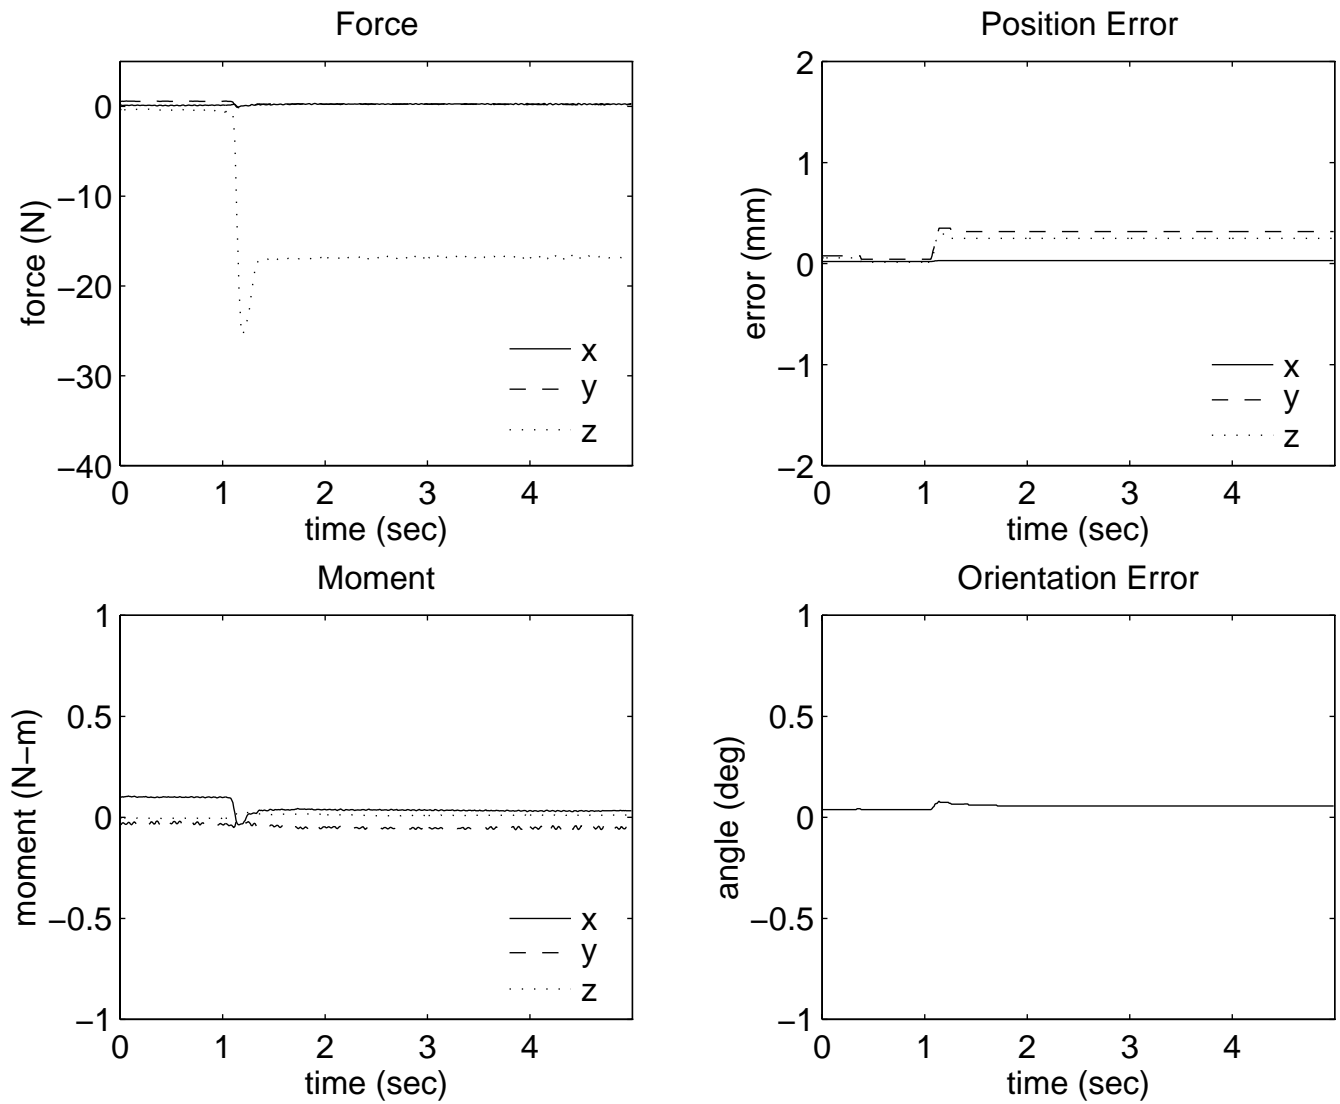 Force
5
0
−10
−20
−30
−40
force (N)
x
y
z
0 1 2 3 4
time (sec)
Position Error
2
1
0
−1
−2
error (mm)
x
y
z
0 1 2 3 4
time (sec)
Moment
1
0.5
0
−0.5
−1
moment (N−m)
x
y
z
0 1 2 3 4
time (sec)
Orientation Error
1
0.5
0
−0.5
−1
angle (deg)
0 1 2 3 4
time (sec)